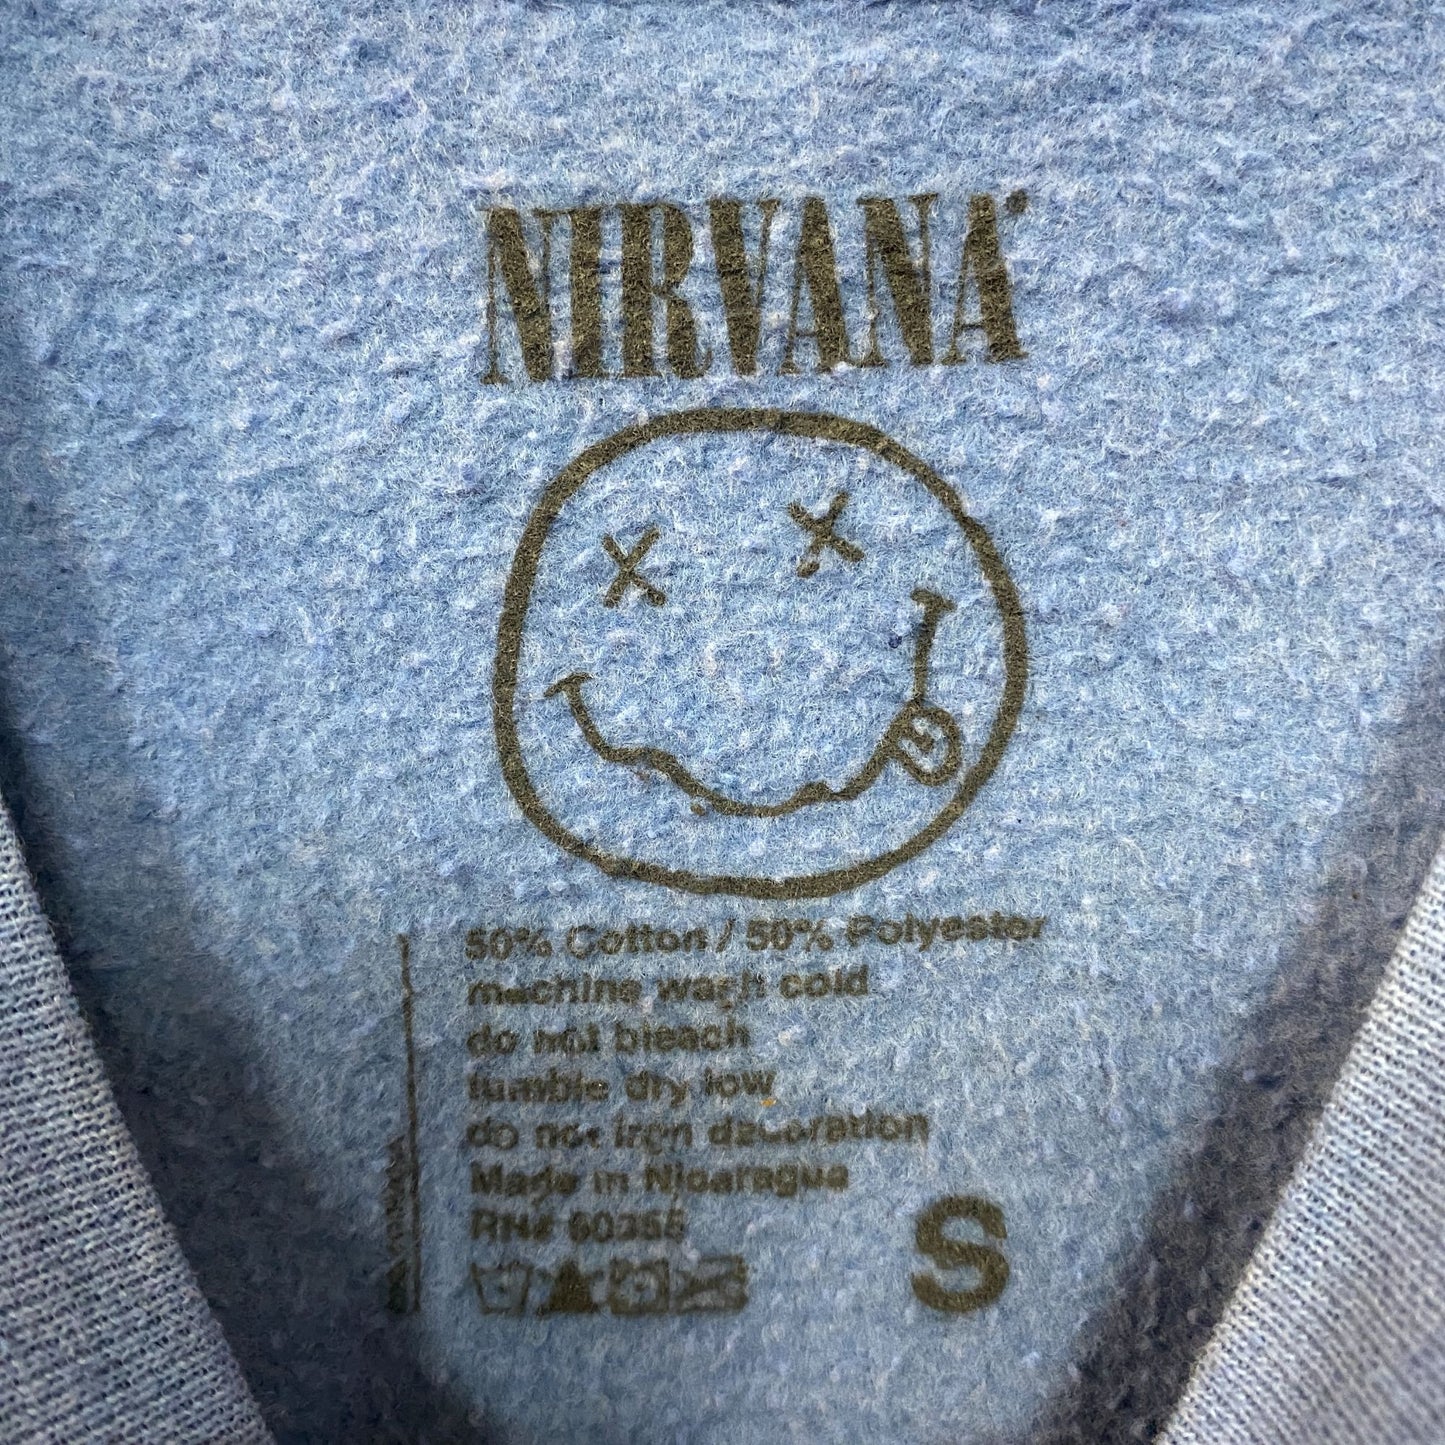 NIRVANA®
50% Cotton / 50% Polyester
machine wash cold
do not bleach
tumble dry low
do not iron decoration
Made in Nicaragua
RN#
S